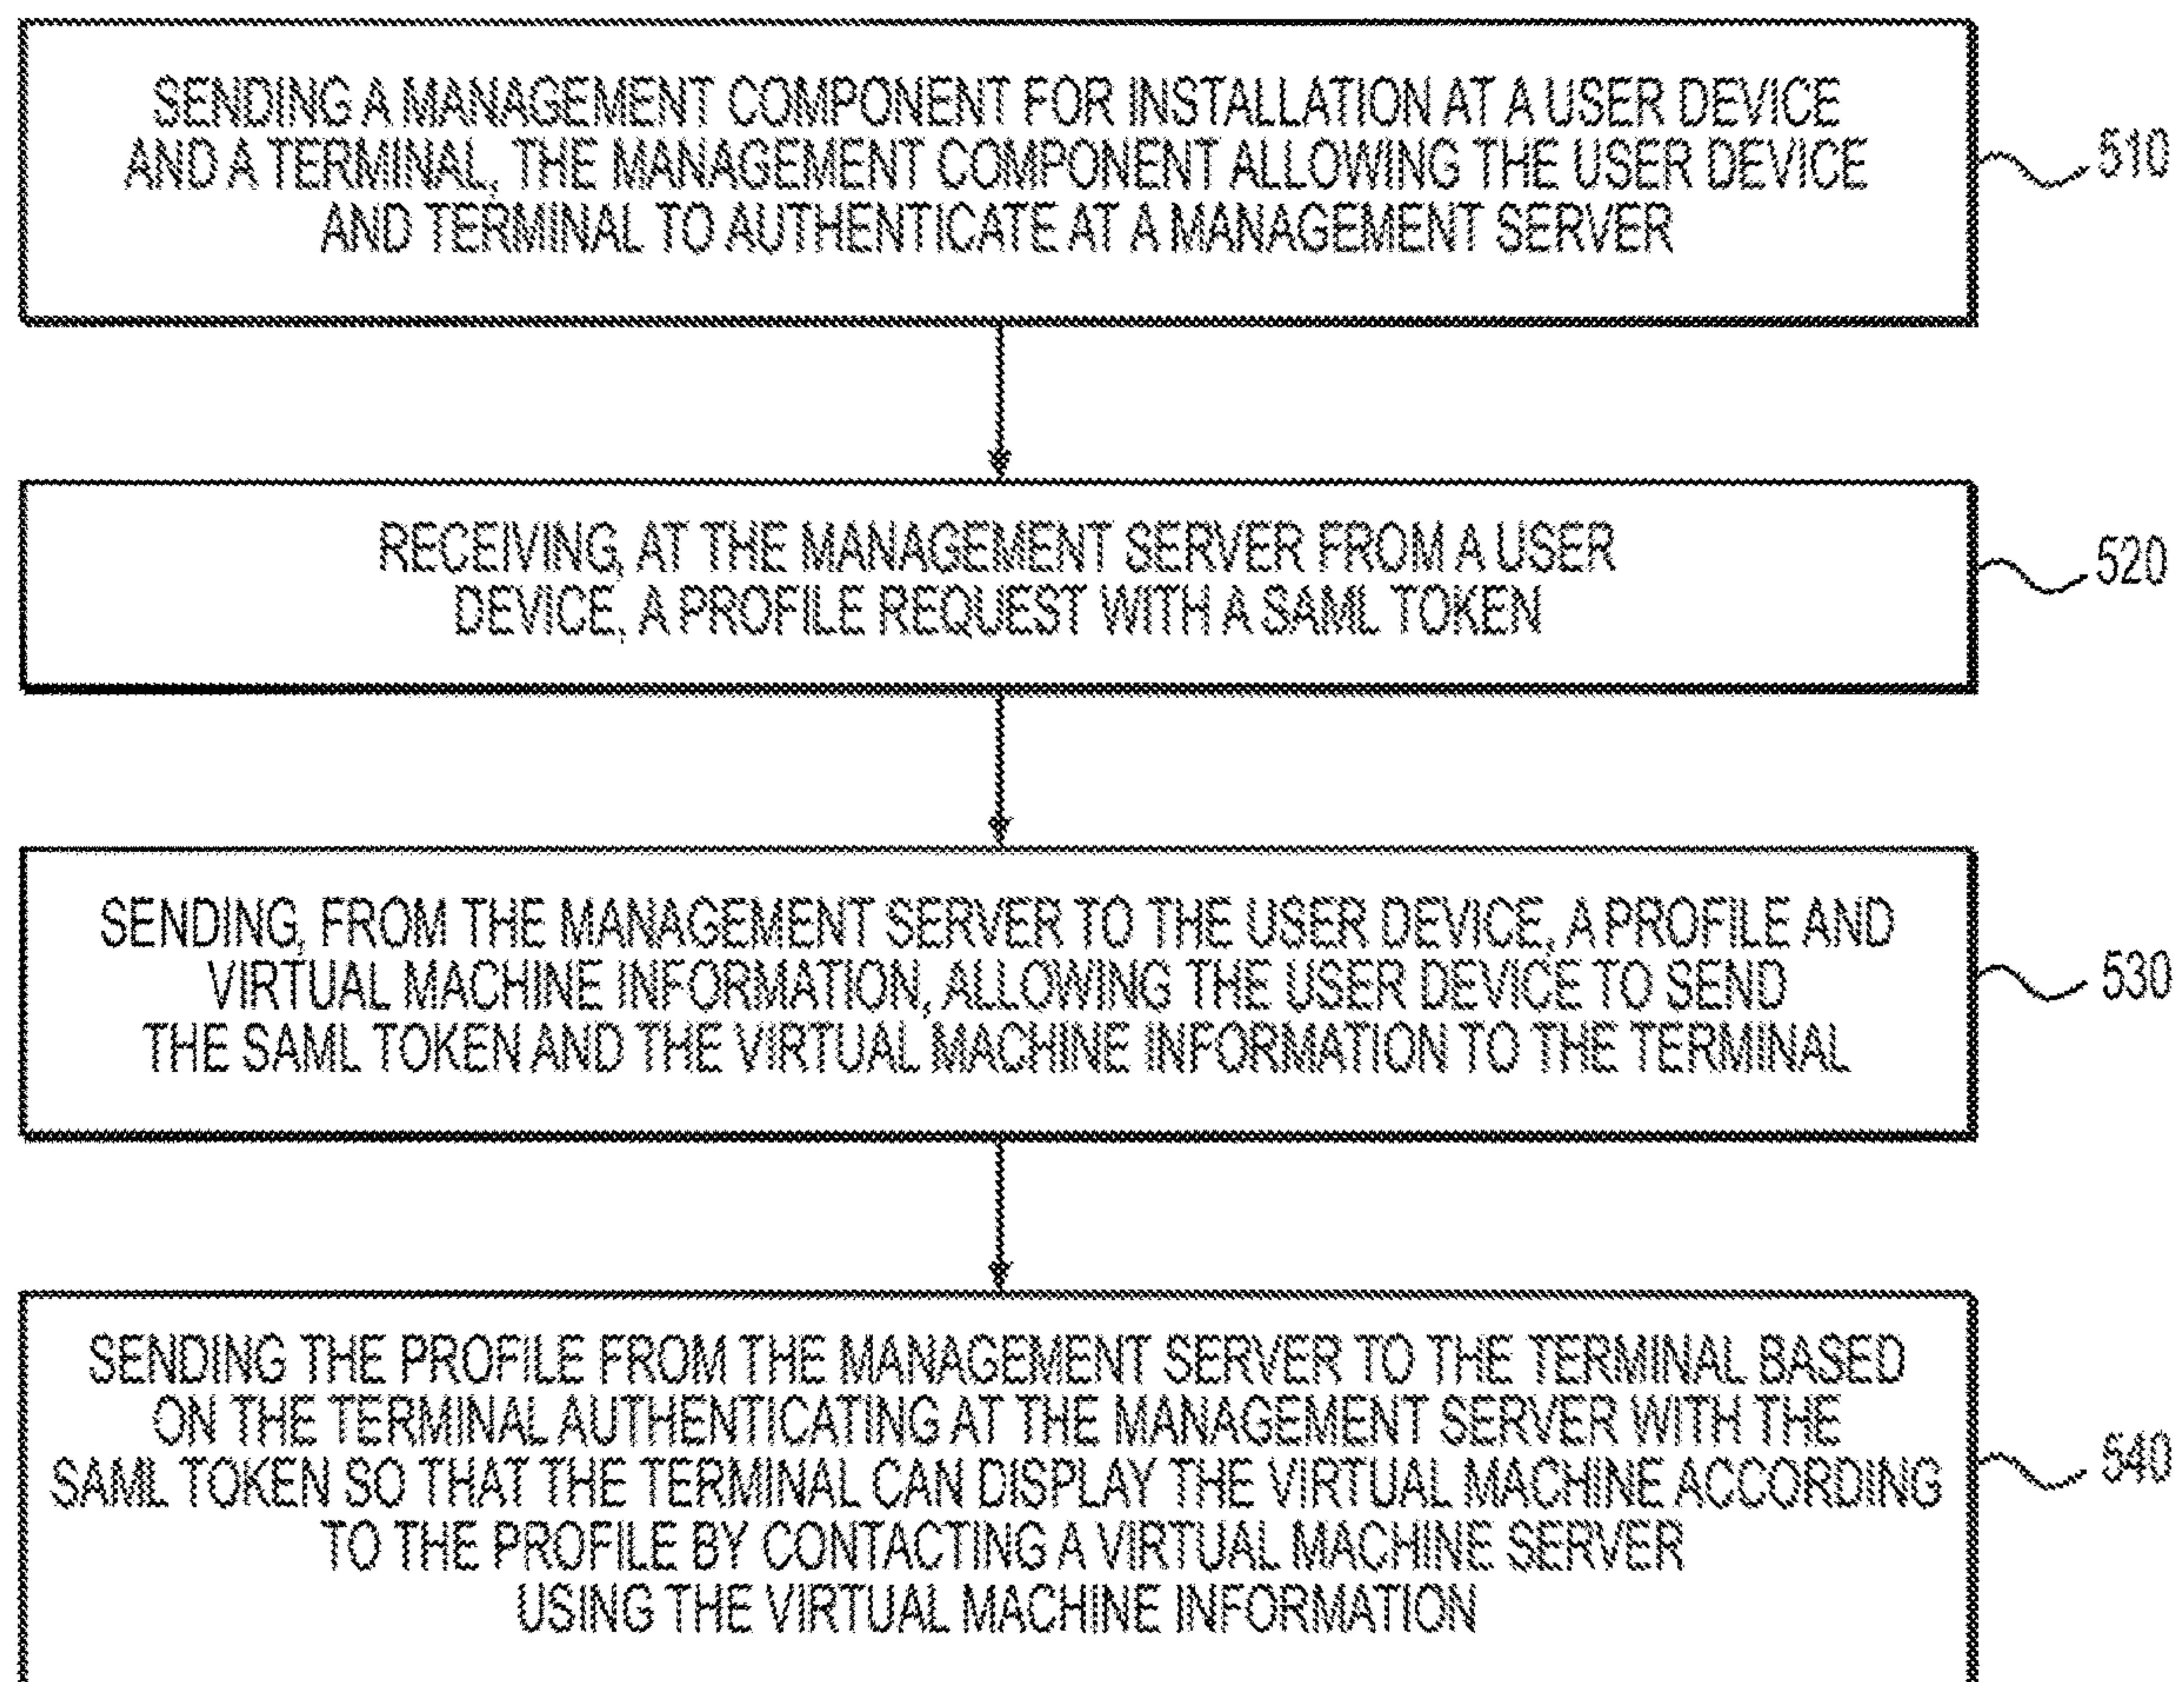 SENDING A MANAGEMENT COMPONENT FOR INSTALLATION AT A USER DEVICE
AND A TERMINAL, THE MANAGEMENT COMPONENT ALLOWING THE USER DEVICE
AND TERMINAL TO AUTHENTICATE AT A MANAGEMENT SERVER
510
RECEIVING, AT THE MANAGEMENT SERVER FROM A USER
DEVICE, A PROFILE REQUEST WITH A SAML TOKEN
520
SENDING, FROM THE MANAGEMENT SERVER TO THE USER DEVICE, A PROFILE AND
VIRTUAL MACHINE INFORMATION, ALLOWING THE USER DEVICE TO SEND
THE SAML TOKEN AND THE VIRTUAL MACHINE INFORMATION TO THE TERMINAL
530
SENDING THE PROFILE FROM THE MANAGEMENT SERVER TO THE TERMINAL BASED
ON THE TERMINAL AUTHENTICATING AT THE MANAGEMENT SERVER WITH THE
SAML TOKEN SO THAT THE TERMINAL CAN DISPLAY THE VIRTUAL MACHINE ACCORDING
TO THE PROFILE BY CONTACTING A VIRTUAL MACHINE SERVER
USING THE VIRTUAL MACHINE INFORMATION
540